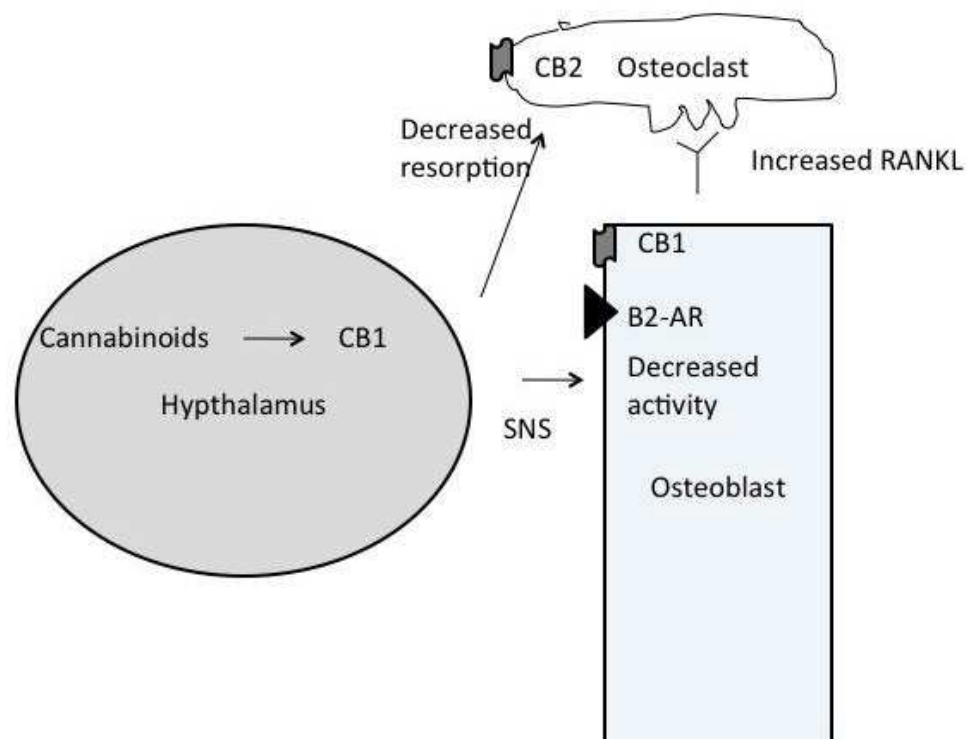 CB2 Osteoclast
Decreased
resorption
Increased RANKL
CB1
Cannabinoids
CB1
B2-AR
Hypthalamus
Decreased
activity
SNS
Osteoblast